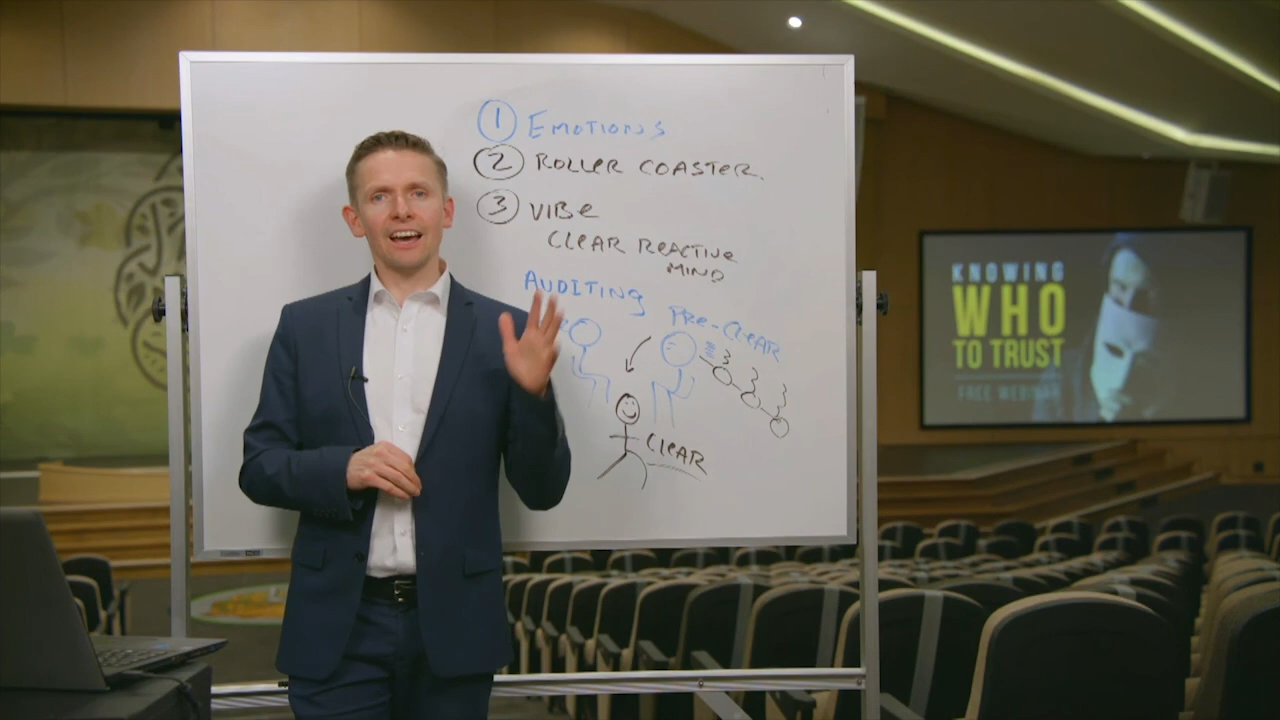 1 EMOTIONS
2 ROLLER COASTER.
3 VIBE
CLEAR REACTIVE
MIND
AUDITING PRE-CLEAR
CLEAR
KNOWING
WHO
TO TRUST
FREE WEBINAR